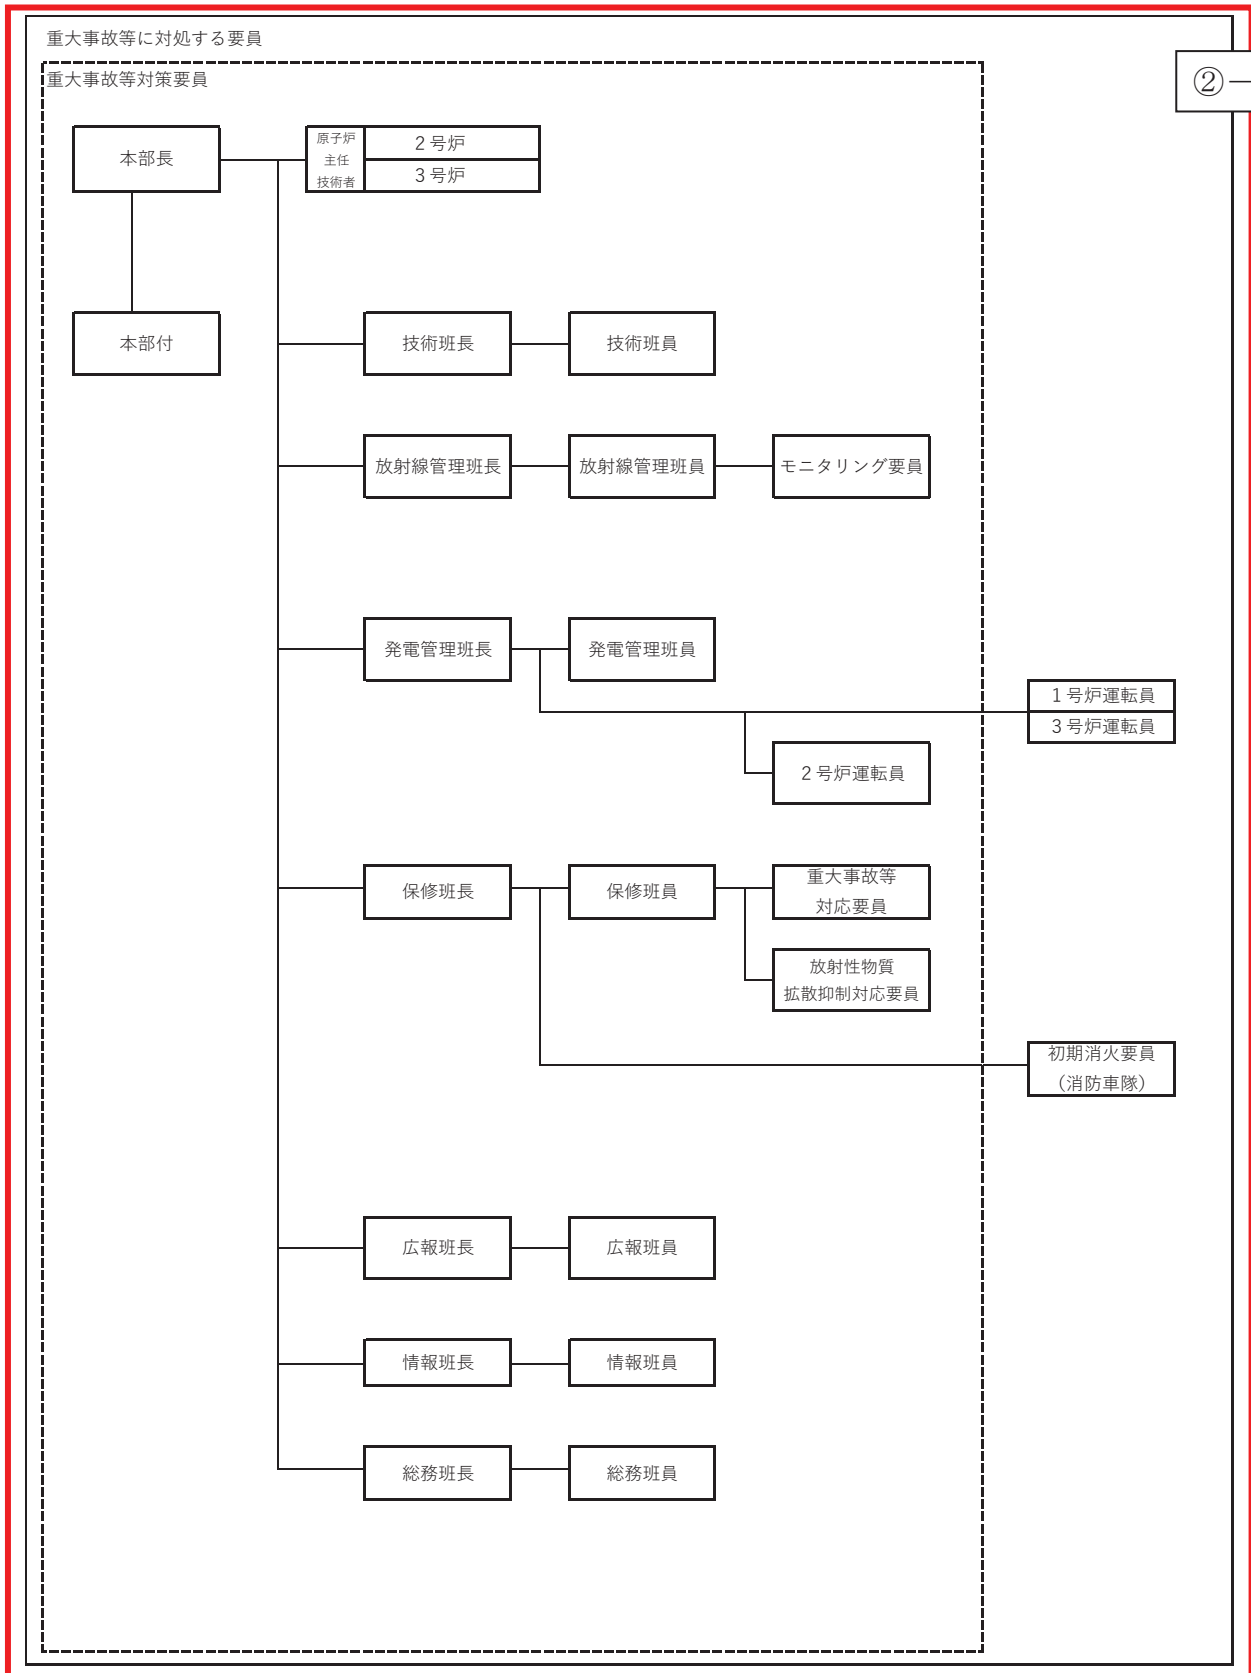 重大事故等に対処する要員
重大事故等対策要員
②－
本部長
原子炉
主任
技術者
２号炉
３号炉
本部付
技術班長
技術班員
放射線管理班長
放射線管理班員
モニタリング要員
発電管理班長
発電管理班員
１号炉運転員
３号炉運転員
２号炉運転員
保修班長
保修班員
重大事故等
対応要員
放射性物質
拡散抑制対応要員
初期消火要員
（消防車隊）
広報班長
広報班員
情報班長
情報班員
総務班長
総務班員